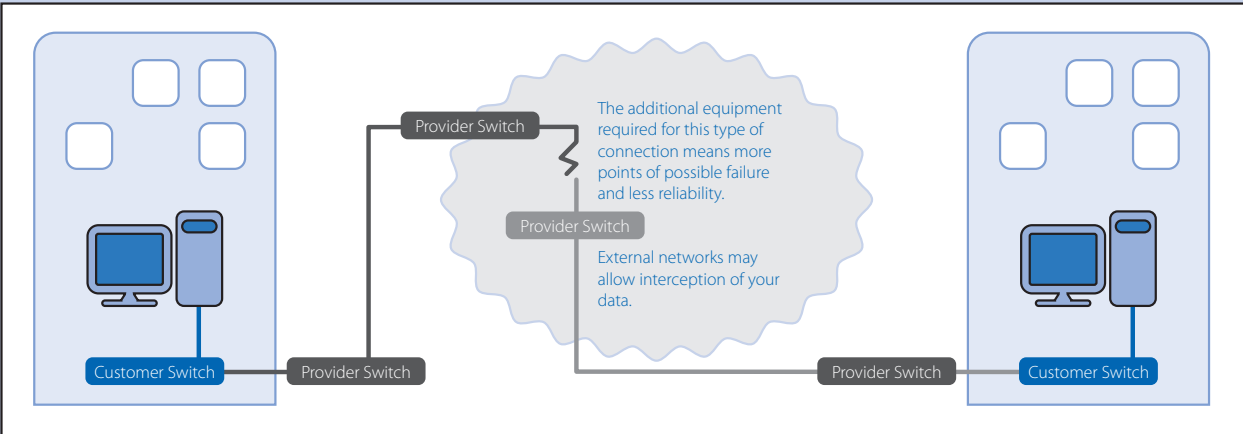 Provider Switch
The additional equipment
required for this type of
connection means more
points of possible failure
and less reliability.
Provider Switch
External networks may
allow interception of your
data.
Customer Switch
Provider Switch
Provider Switch
Customer Switch